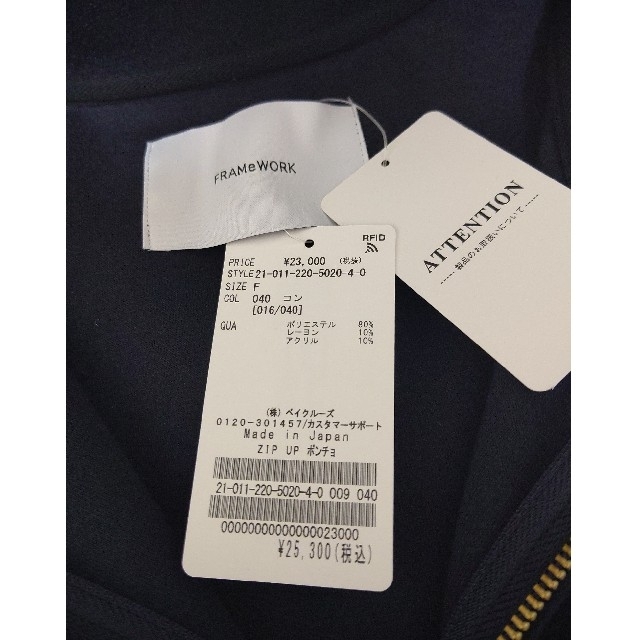 FRAMeWORK
ATTENTION
-----製品のお取扱いについて-----
RFID
PRICE ¥23,000 (税抜)
STYLE 21-011-220-5020-4-0
SIZE F
COL 040 コン
[016/040]
QUA ポリエステル 80%
レーヨン 10%
アクリル 10%
(株)ベイクルーズ
0120-301457/カスタマーサポート
Made in Japan
ZIP UP ポンチョ
21-011-220-5020-4-0 009 040
00000000000000023000
¥25,300(税込)